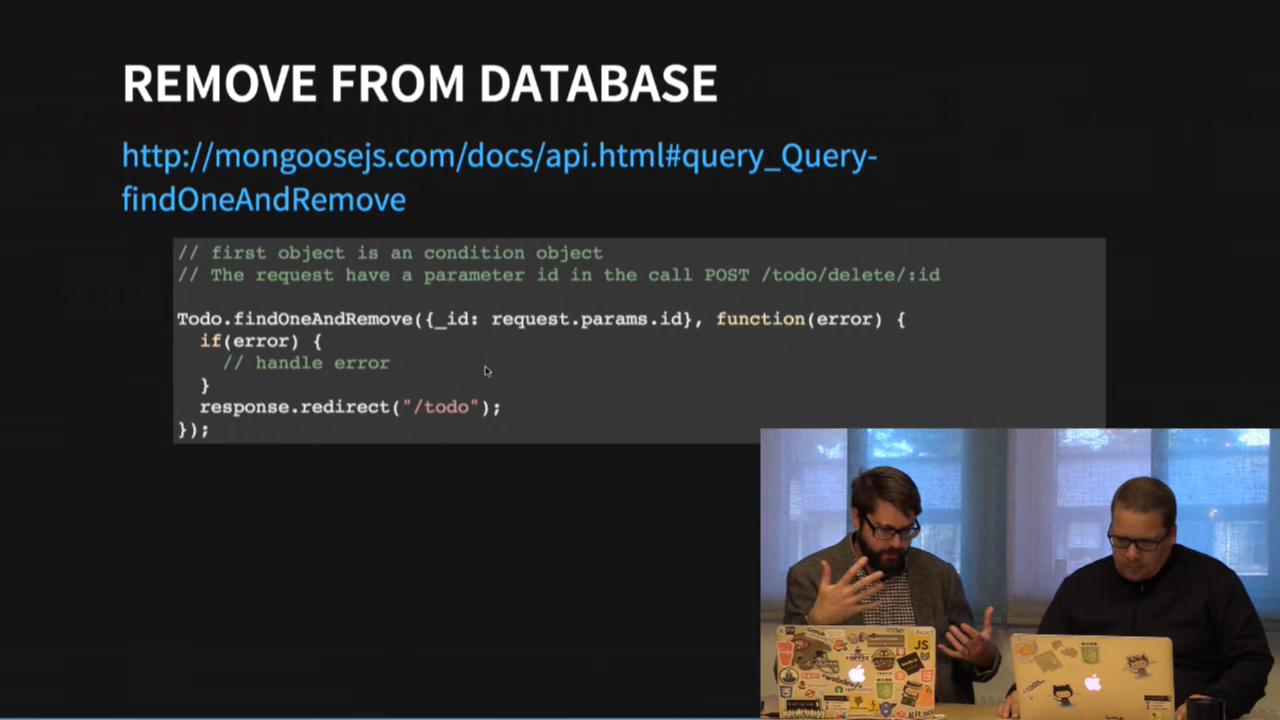 REMOVE FROM DATABASE
http://mongoosejs.com/docs/api.html#query_Query-
findOneAndRemove
// first object is an condition object
// The request have a parameter id in the call POST /todo/delete/:id
Todo.findOneAndRemove({_id: request.params.id}, function(error) {
if(error) {
// handle error
}
response.redirect("/todo");
});
JS
git